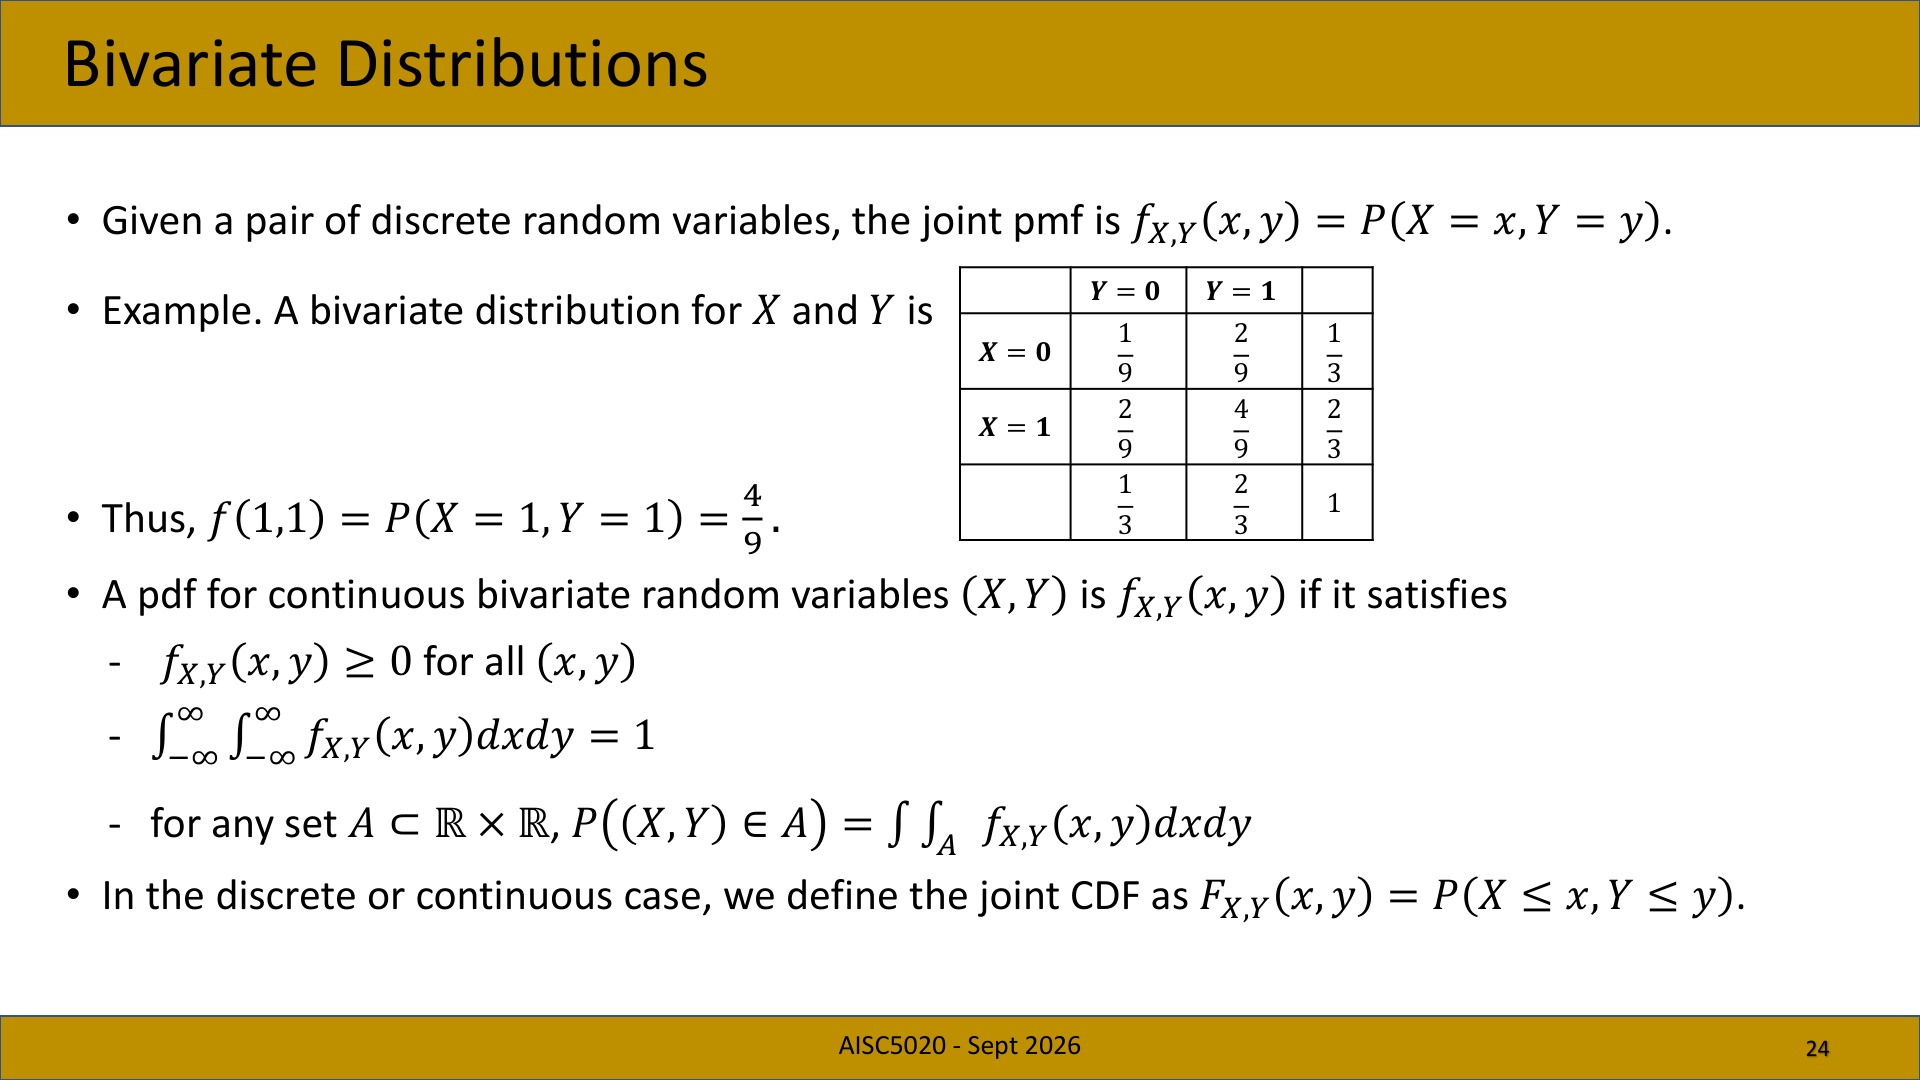 Bivariate Distributions
• Given a pair of discrete random variables, the joint pmf is f_{X,Y}(x, y) = P(X = x, Y = y).
• Example. A bivariate distribution for X and Y is
Y = 0 Y = 1
X = 0 1/9 2/9 1/3
X = 1 2/9 4/9 2/3
1/3 2/3 1
• Thus, f(1,1) = P(X = 1, Y = 1) = 4/9.
• A pdf for continuous bivariate random variables (X, Y) is f_{X,Y}(x, y) if it satisfies
- f_{X,Y}(x, y) ≥ 0 for all (x, y)
- ∫_{-∞}^{∞} ∫_{-∞}^{∞} f_{X,Y}(x, y)dxdy = 1
- for any set A ⊂ ℝ × ℝ, P((X, Y) ∈ A) = ∫ ∫_A f_{X,Y}(x, y)dxdy
• In the discrete or continuous case, we define the joint CDF as F_{X,Y}(x, y) = P(X ≤ x, Y ≤ y).
AISC5020 - Sept 2026
24